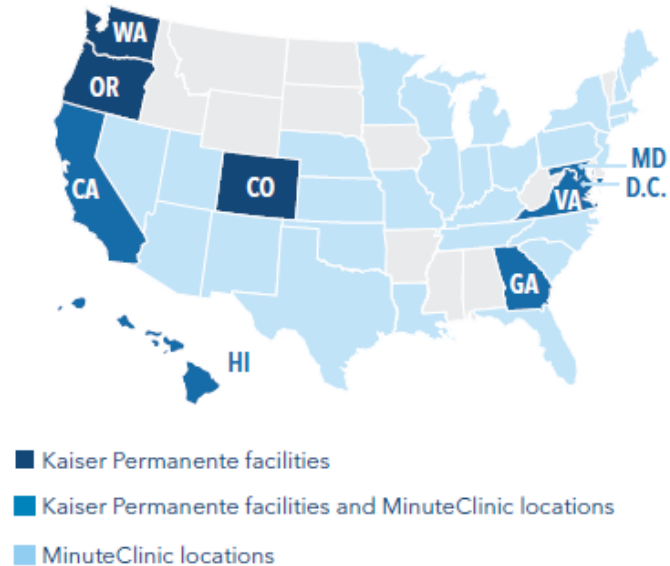 WA
OR
MD
CA
CO
VA
D.C.
GA
HI
Kaiser Permanente facilities
Kaiser Permanente facilities and MinuteClinic locations
MinuteClinic locations